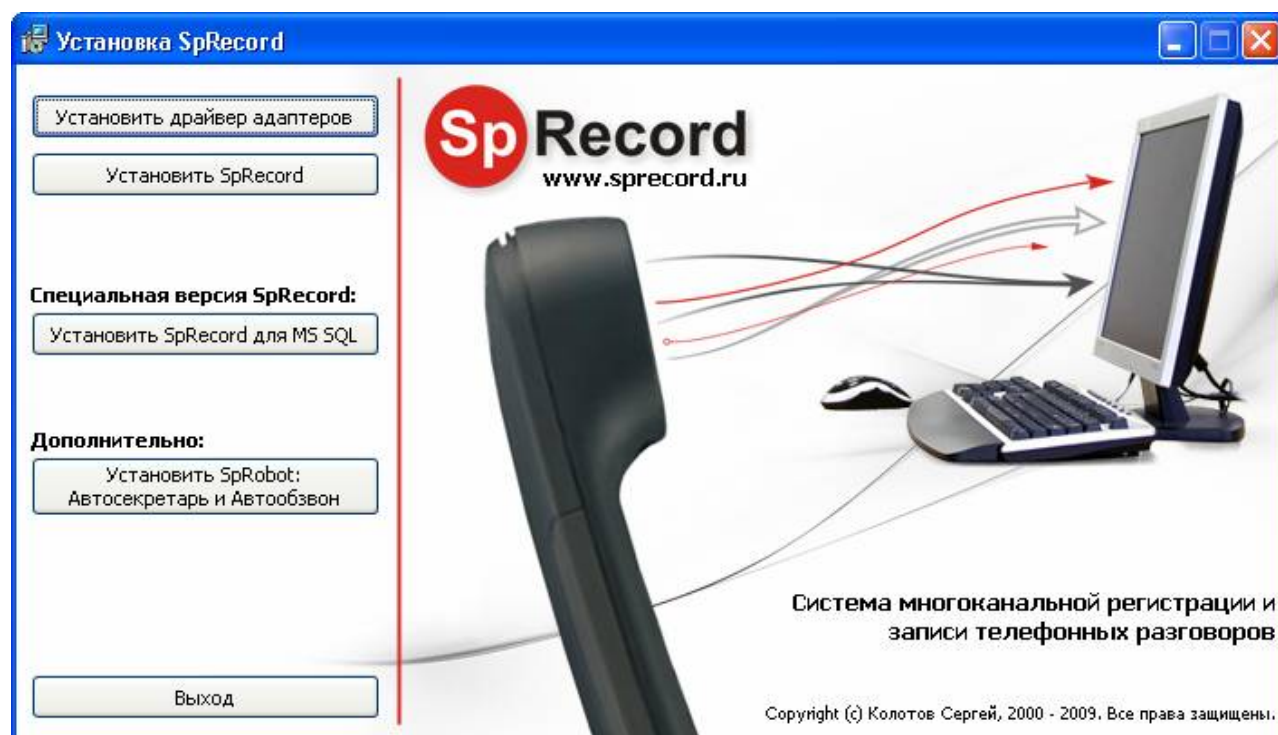 Установка SpRecord
Установить драйвер адаптеров
Установить SpRecord
Специальная версия SpRecord:
Установить SpRecord для MS SQL
Дополнительно:
Установить SpRobot:
Автосекретарь и Автообзвон
Выход
Sp Record
www.sprecord.ru
Система многоканальной регистрации и
записи телефонных разговоров
Copyright (c) Колотов Сергей, 2000 - 2009. Все права защищены.